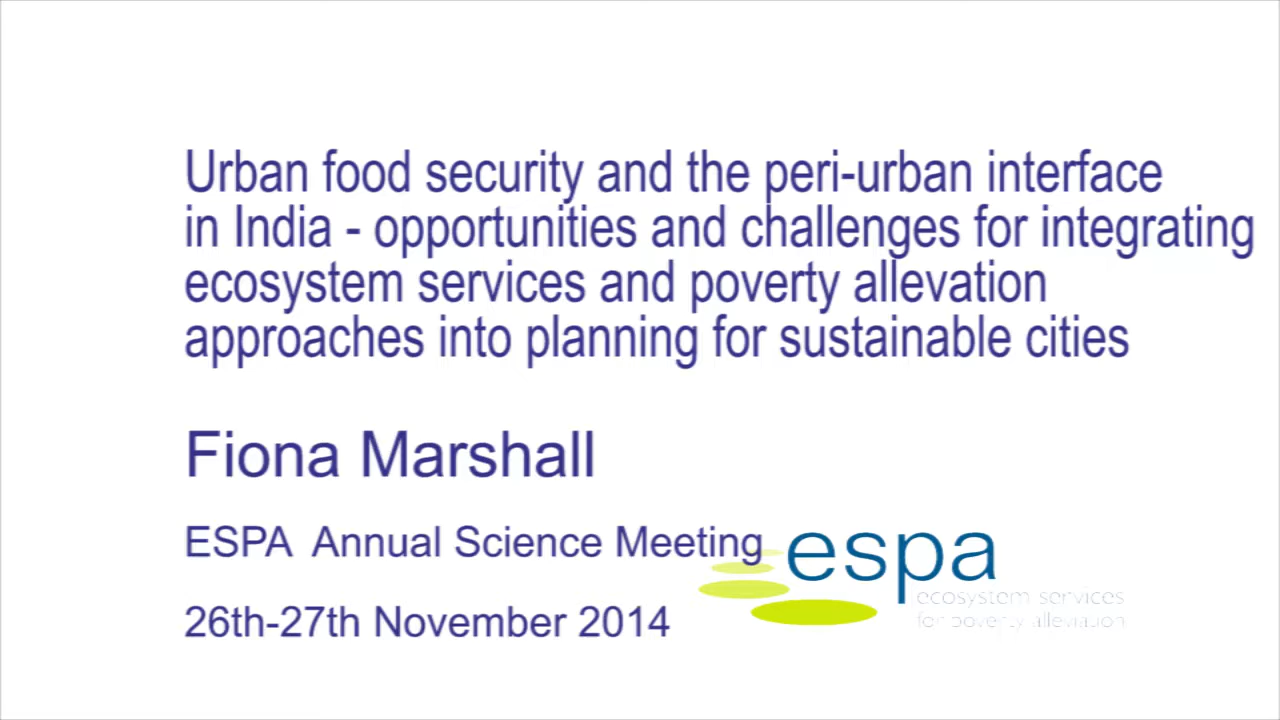 Urban food security and the peri-urban interface
in India - opportunities and challenges for integrating
ecosystem services and poverty allevation
approaches into planning for sustainable cities
Fiona Marshall
ESPA Annual Science Meeting
espa
ecosystem services
for poverty alleviation
26th-27th November 2014